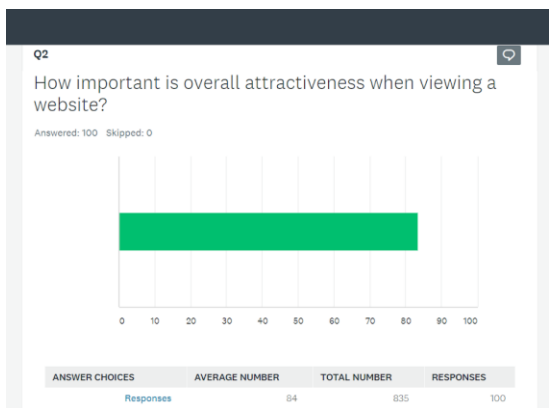 Q2
How important is overall attractiveness when viewing a
website?
Answered: 100 Skipped: 0
0 10 20 30 40 50 60 70 80 90 100
ANSWER CHOICES AVERAGE NUMBER TOTAL NUMBER RESPONSES
Responses 84 835 100